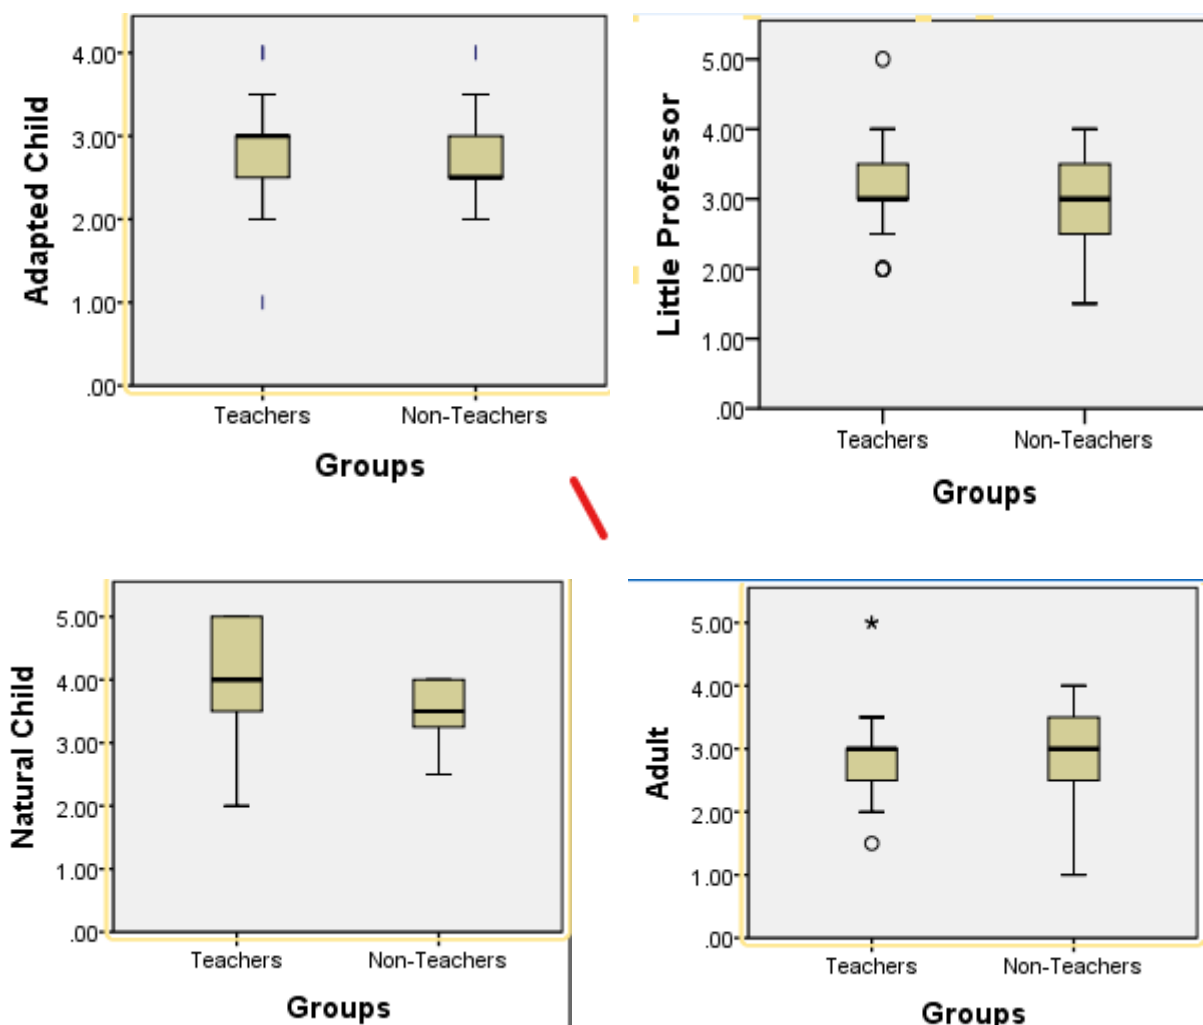 Adapted Child
4.00
3.00
2.00
1.00
.00
Teachers Non-Teachers
Groups
Little Professor
5.00
4.00
3.00
2.00
1.00
.00
Teachers Non-Teachers
Groups
Natural Child
5.00
4.00
3.00
2.00
1.00
.00
Teachers Non-Teachers
Groups
Adult
5.00
4.00
3.00
2.00
1.00
.00
Teachers Non-Teachers
Groups